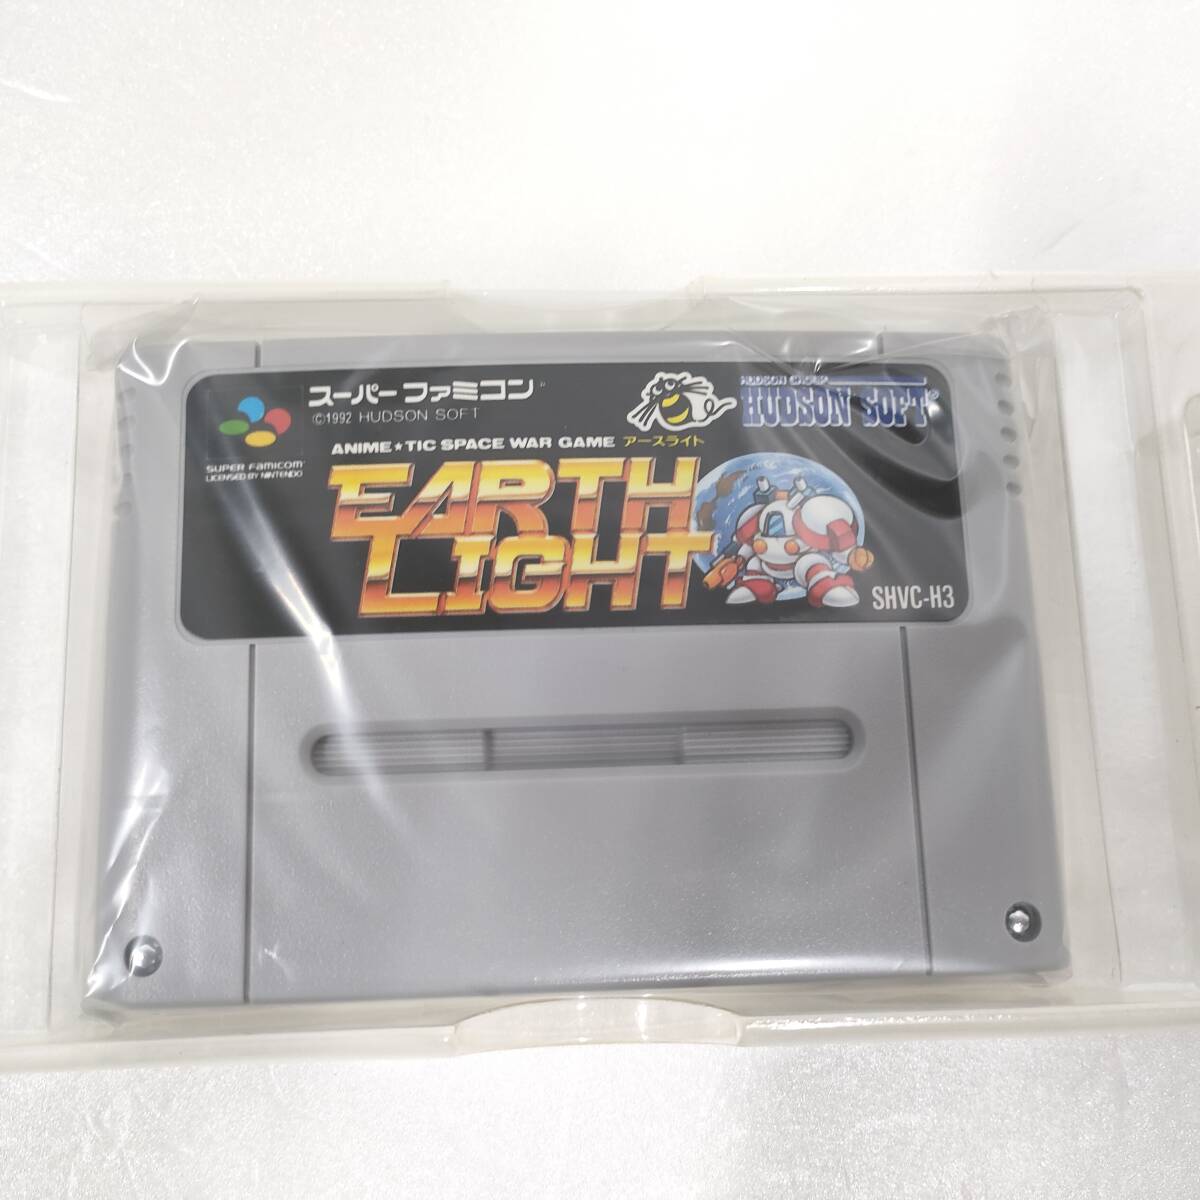 スーパーファミコン
©1992 HUDSON SOFT
HUDSON GROUP
HUDSON SOFT®
SUPER Famicom™
LICENSED BY NINTENDO
ANIME★TIC SPACE WAR GAME アースライト
EARTH
LIGHT
SHVC-H3